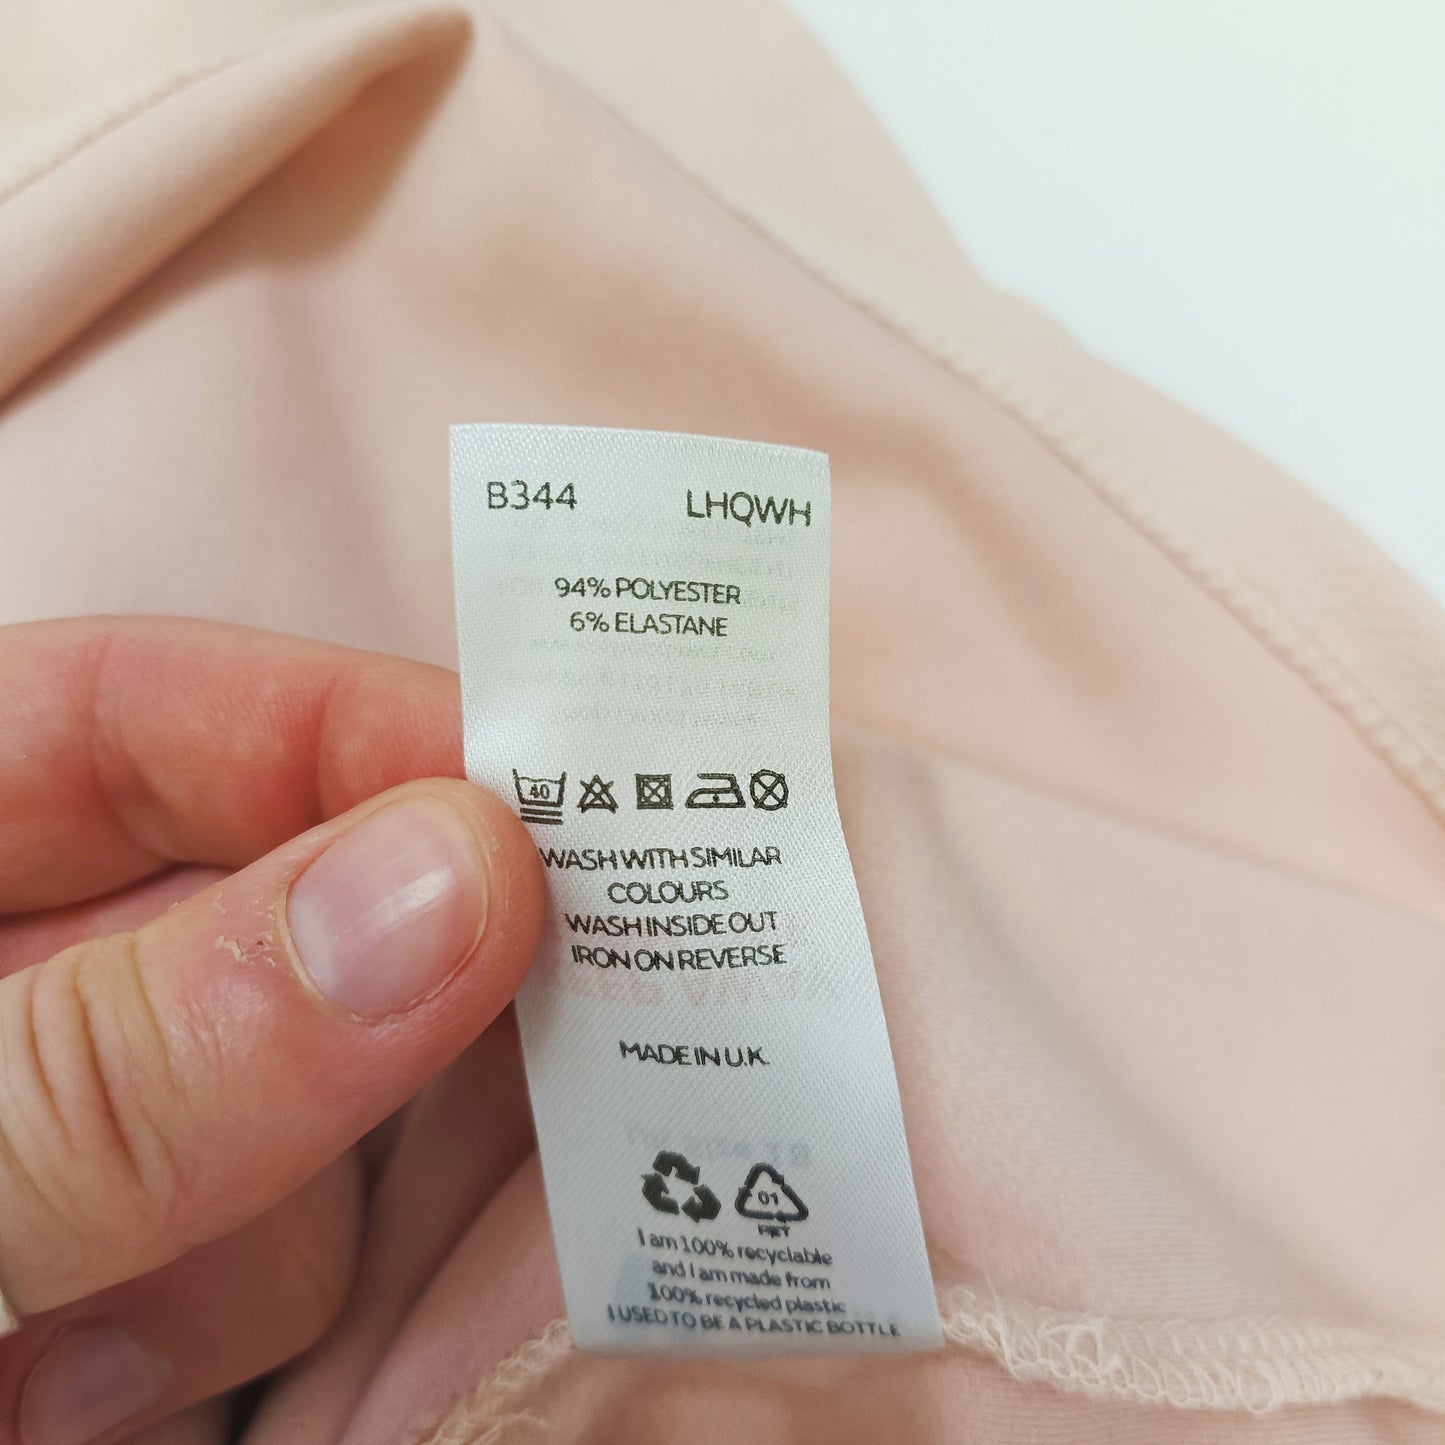 B344 LHQWH
94% POLYESTER
6% ELASTANE
40
WASH WITH SIMILAR
COLOURS
WASH INSIDE OUT
IRON ON REVERSE
MADE IN U.K.
01
PET
I am 100% recyclable
and I am made from
100% recycled plastic
I USED TO BE A PLASTIC BOTTLE